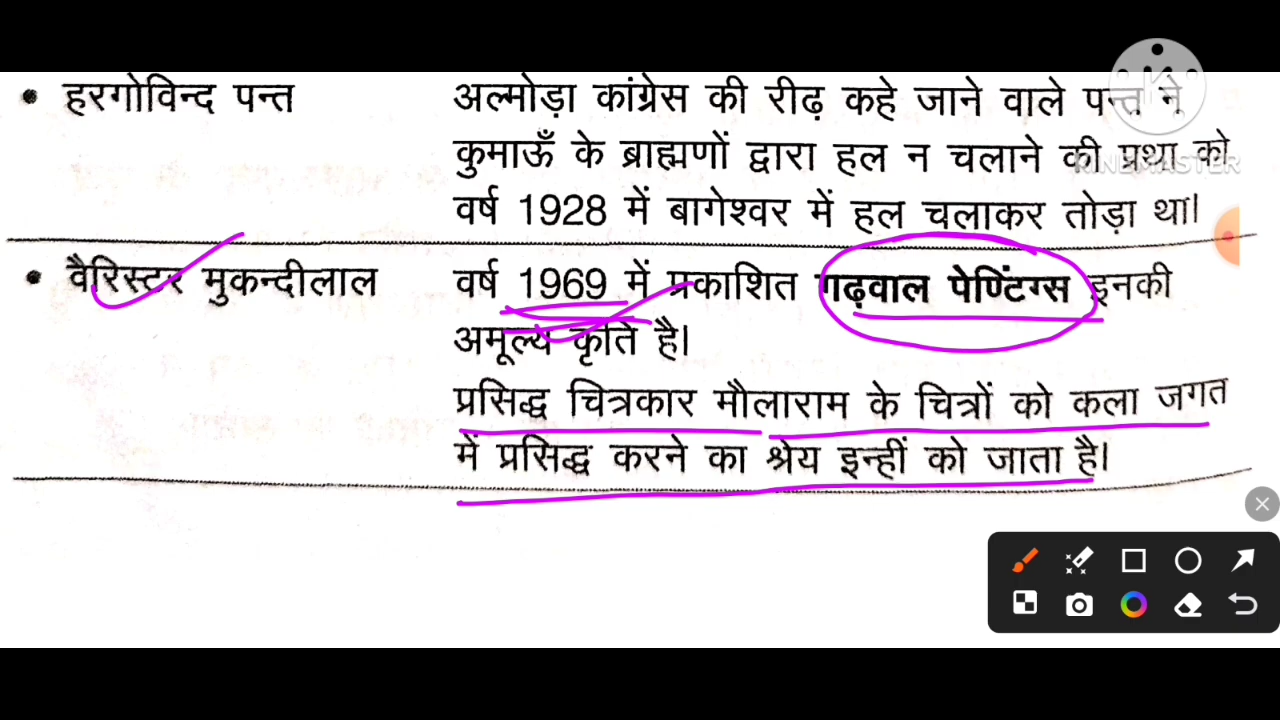 • हरगोविन्द पन्त अल्मोड़ा कांग्रेस की रीढ़ कहे जाने वाले पन्त ने
कुमाऊँ के ब्राह्मणों द्वारा हल न चलाने की प्रथा को
वर्ष 1928 में बागेश्वर में हल चलाकर तोड़ा था।
• वैरिस्टर मुकन्दीलाल वर्ष 1969 में प्रकाशित गढ़वाल पेण्टिंग्स इनकी
अमूल्य कृति है।
प्रसिद्ध चित्रकार मौलाराम के चित्रों को कला जगत
में प्रसिद्ध करने का श्रेय इन्हीं को जाता है।
KINEMASTER